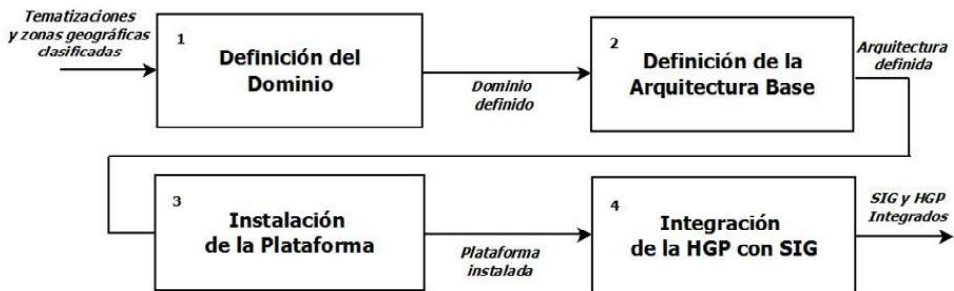 Tematizaciones
y zonas geográficas
clasificadas
1
Definición del
Dominio
Dominio
definido
2
Definición de la
Arquitectura Base
Arquitectura
definida
3
Instalación
de la Plataforma
Plataforma
instalada
4
Integración
de la HGP con SIG
SIG y HGP
Integrados